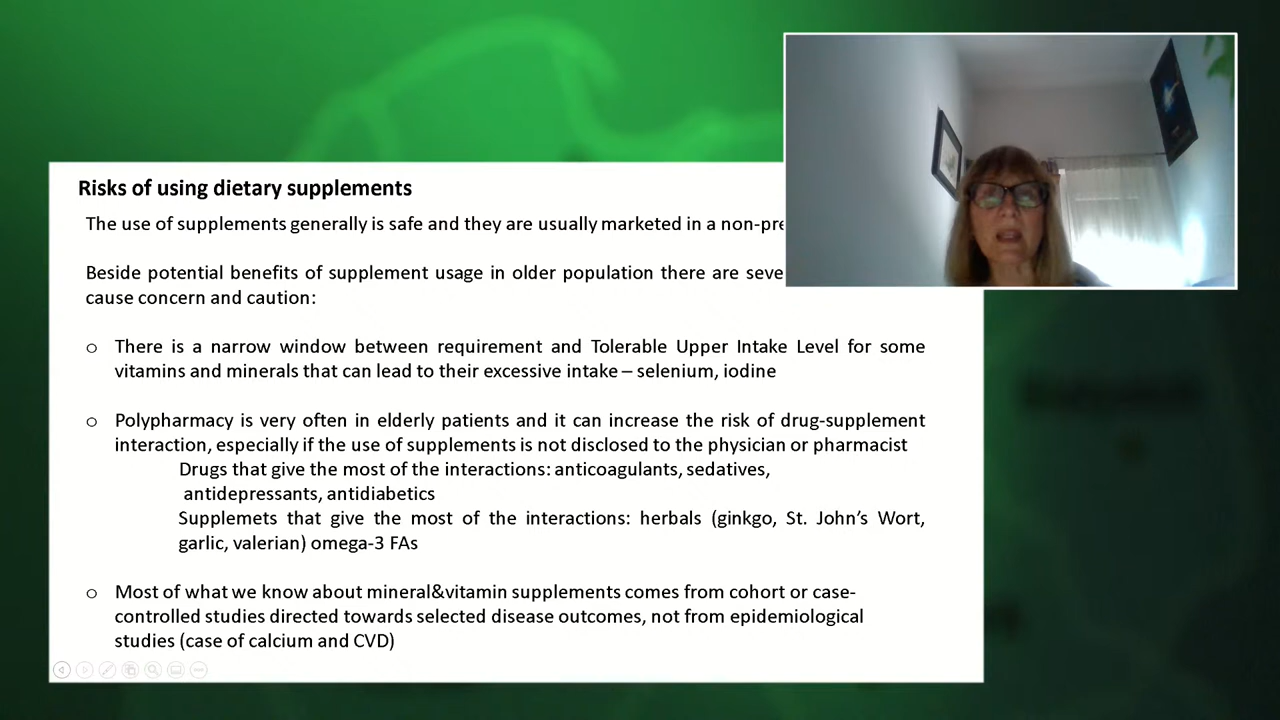 Risks of using dietary supplements
The use of supplements generally is safe and they are usually marketed in a non-pre
Beside potential benefits of supplement usage in older population there are seve
cause concern and caution:
o There is a narrow window between requirement and Tolerable Upper Intake Level for some
vitamins and minerals that can lead to their excessive intake – selenium, iodine
o Polypharmacy is very often in elderly patients and it can increase the risk of drug-supplement
interaction, especially if the use of supplements is not disclosed to the physician or pharmacist
Drugs that give the most of the interactions: anticoagulants, sedatives,
antidepressants, antidiabetics
Supplemets that give the most of the interactions: herbals (ginkgo, St. John’s Wort,
garlic, valerian) omega-3 FAs
o Most of what we know about mineral&vitamin supplements comes from cohort or case-
controlled studies directed towards selected disease outcomes, not from epidemiological
studies (case of calcium and CVD)